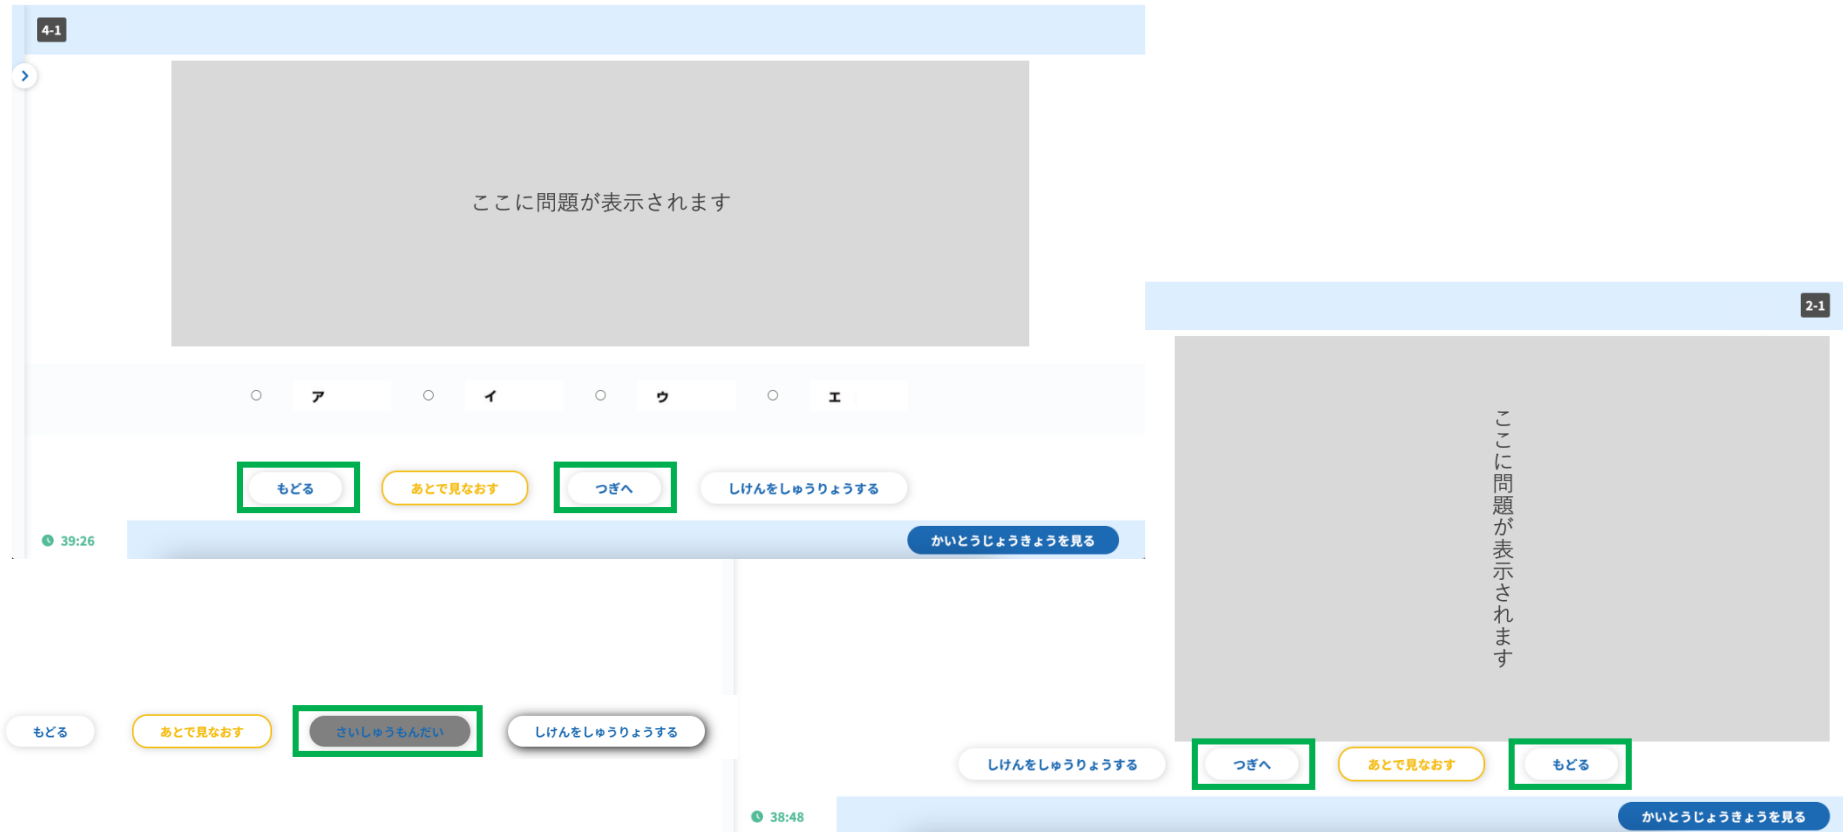 4-1
ここに問題が表示されます
ア イ ウ エ
もどる あとで見なおす つぎへ しけんをしゅうりょうする
39:26 かいとうじょうきょうを見る
もどる あとで見なおす さいしゅうもんだい しけんをしゅうりょうする
2-1
ここに問題が表示されます
しけんをしゅうりょうする つぎへ あとで見なおす もどる
38:48 かいとうじょうきょうを見る